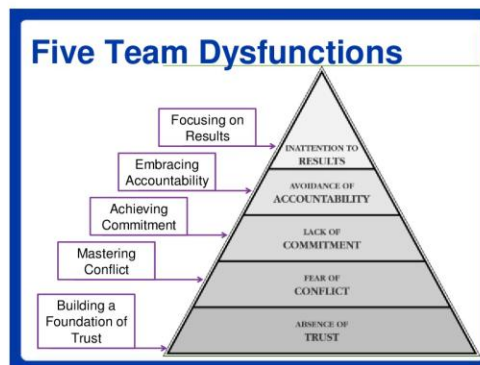 Five Team Dysfunctions
Focusing on
Results
INATTENTION TO
RESULTS
Embracing
Accountability
AVOIDANCE OF
ACCOUNTABILITY
Achieving
Commitment
LACK OF
COMMITMENT
Mastering
Conflict
FEAR OF
CONFLICT
Building a
Foundation of
Trust
ABSENCE OF
TRUST